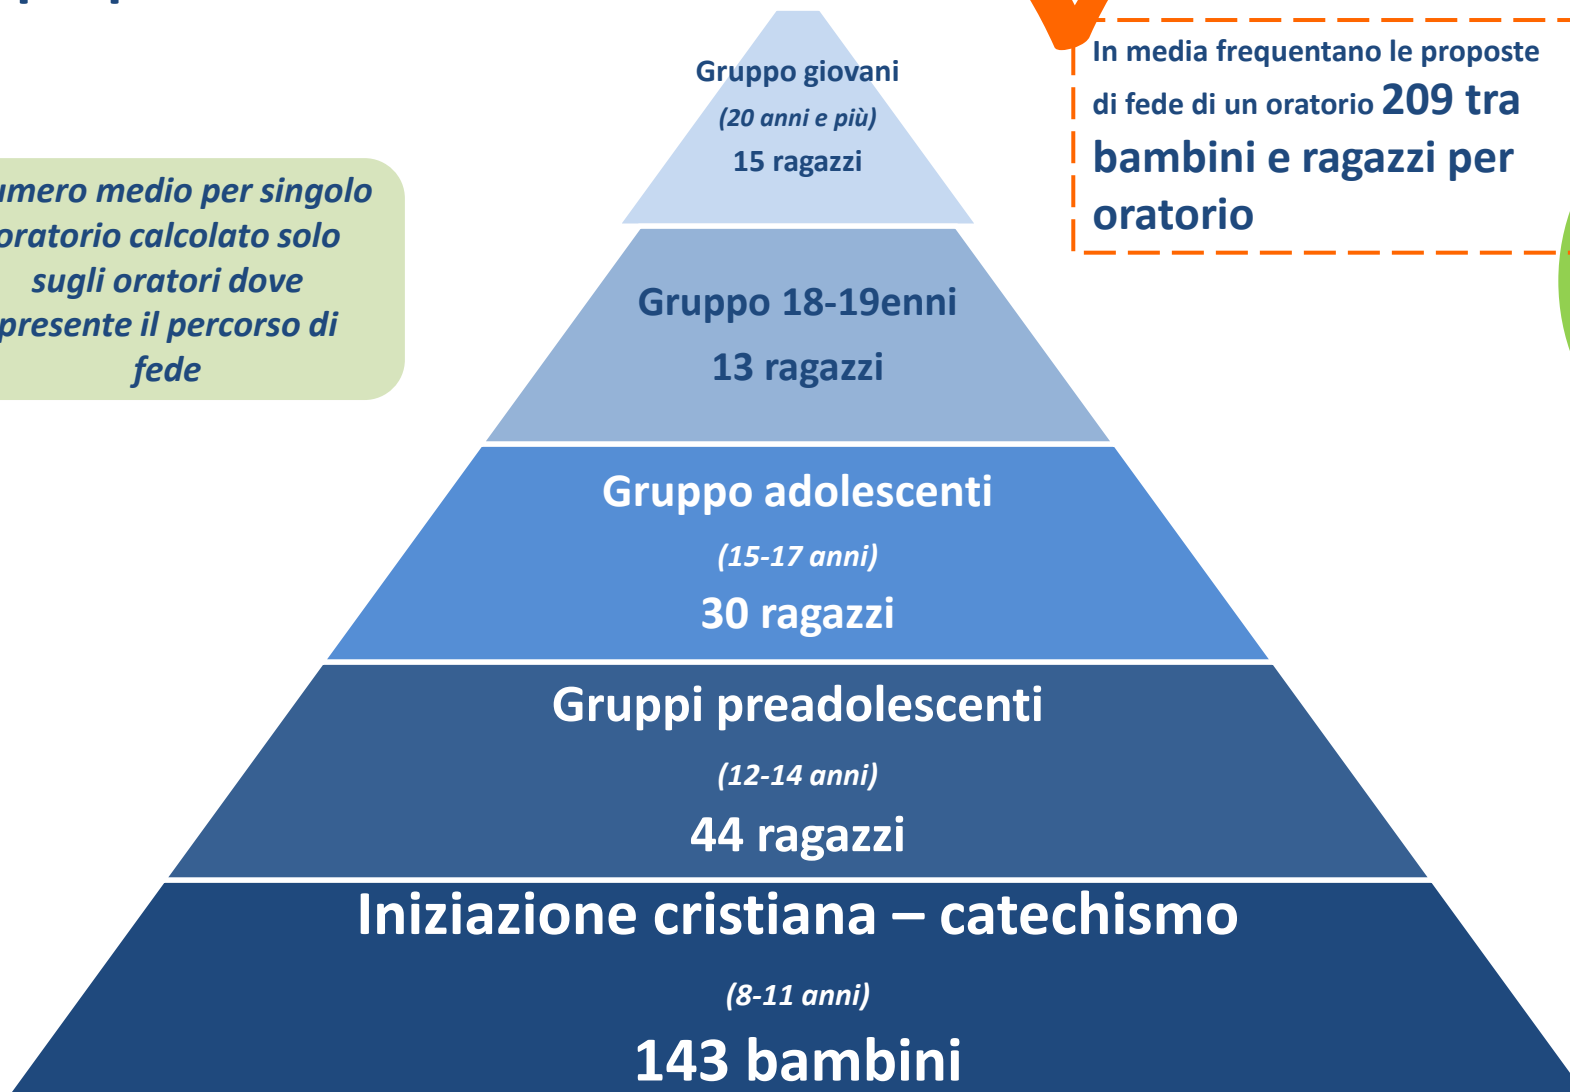 Gruppo giovani
(20 anni e più)
15 ragazzi
In media frequentano le proposte
di fede di un oratorio 209 tra
bambini e ragazzi per
oratorio
medio per singolo
oratorio calcolato solo
sugli oratori dove
presente il percorso di
fede
Gruppo 18-19enni
13 ragazzi
Gruppo adolescenti
(15-17 anni)
30 ragazzi
Gruppi preadolescenti
(12-14 anni)
44 ragazzi
Iniziazione cristiana – catechismo
(8-11 anni)
143 bambini